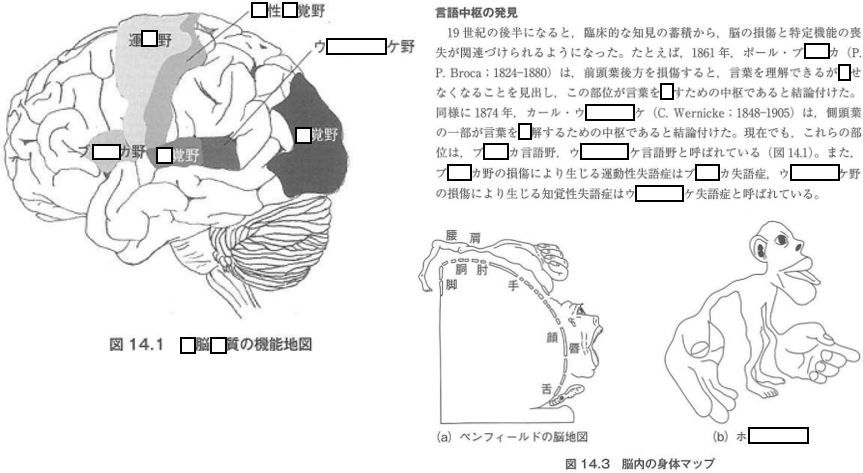 運□野
□性□覚野
ウ□ケ野
□覚野
ブ□カ野
□覚野
図 14.1 □脳□質の機能地図
言語中枢の発見
19 世紀の後半になると，臨床的な知見の蓄積から，脳の損傷と特定機能の喪
失が関連づけられるようになった。たとえば，1861 年，ポール・ブ□カ（P.
P. Broca；1824–1880）は，前頭葉後方を損傷すると，言葉を理解できるが□せ
なくなることを見出し，この部位が言葉を□すための中枢であると結論付けた。
同様に 1874 年，カール・ウ□ケ（C. Wernicke；1848–1905）は，側頭葉
の一部が言葉を□解するための中枢であると結論付けた。現在でも，これらの部
位は，ブ□カ言語野，ウ□ケ言語野と呼ばれている（図 14.1）。また，
ブ□カ野の損傷により生じる運動性失語症はブ□カ失語症，ウ□ケ野
の損傷により生じる知覚性失語症はウ□ケ失語症と呼ばれている。
腰 肩
胴 肘
脚
手
顔
唇
舌
(a) ペンフィールドの脳地図
(b) ホ□
図 14.3 脳内の身体マップ